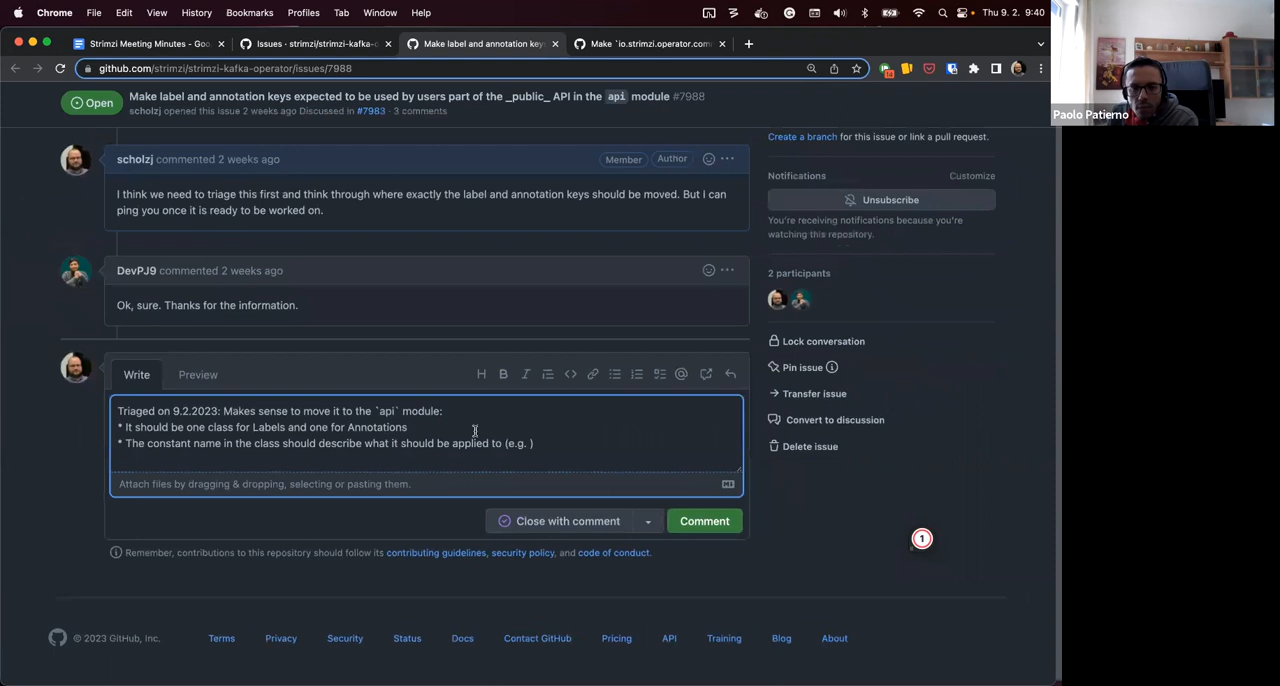 Chrome File Edit View History Bookmarks Profiles Tab Window Help Thu 9. 2. 9:40
Strimzi Meeting Minutes - Goo
Issues · strimzi/strimzi-kafka-o
Make label and annotation key
Make `io.strimzi.operator.com
github.com/strimzi/strimzi-kafka-operator/issues/7988
14
Open
Make label and annotation keys expected to be used by users part of the _public_ API in the api module #7988
scholzj opened this issue 2 weeks ago · Discussed in #7983 · 3 comments
Paolo Patierno
scholzj commented 2 weeks ago
Member Author
I think we need to triage this first and think through where exactly the label and annotation keys should be moved. But I can
ping you once it is ready to be worked on.
DevPJ9 commented 2 weeks ago
Ok, sure. Thanks for the information.
Write Preview
Triaged on 9.2.2023: Makes sense to move it to the `api` module:
* It should be one class for Labels and one for Annotations
* The constant name in the class should describe what it should be applied to (e.g. )
Attach files by dragging & dropping, selecting or pasting them.
Close with comment
Comment
Remember, contributions to this repository should follow its contributing guidelines, security policy, and code of conduct.
Create a branch for this issue or link a pull request.
Notifications Customize
Unsubscribe
You're receiving notifications because you're
watching this repository.
2 participants
Lock conversation
Pin issue
Transfer issue
Convert to discussion
Delete issue
1
© 2023 GitHub, Inc. Terms Privacy Security Status Docs Contact GitHub Pricing API Training Blog About